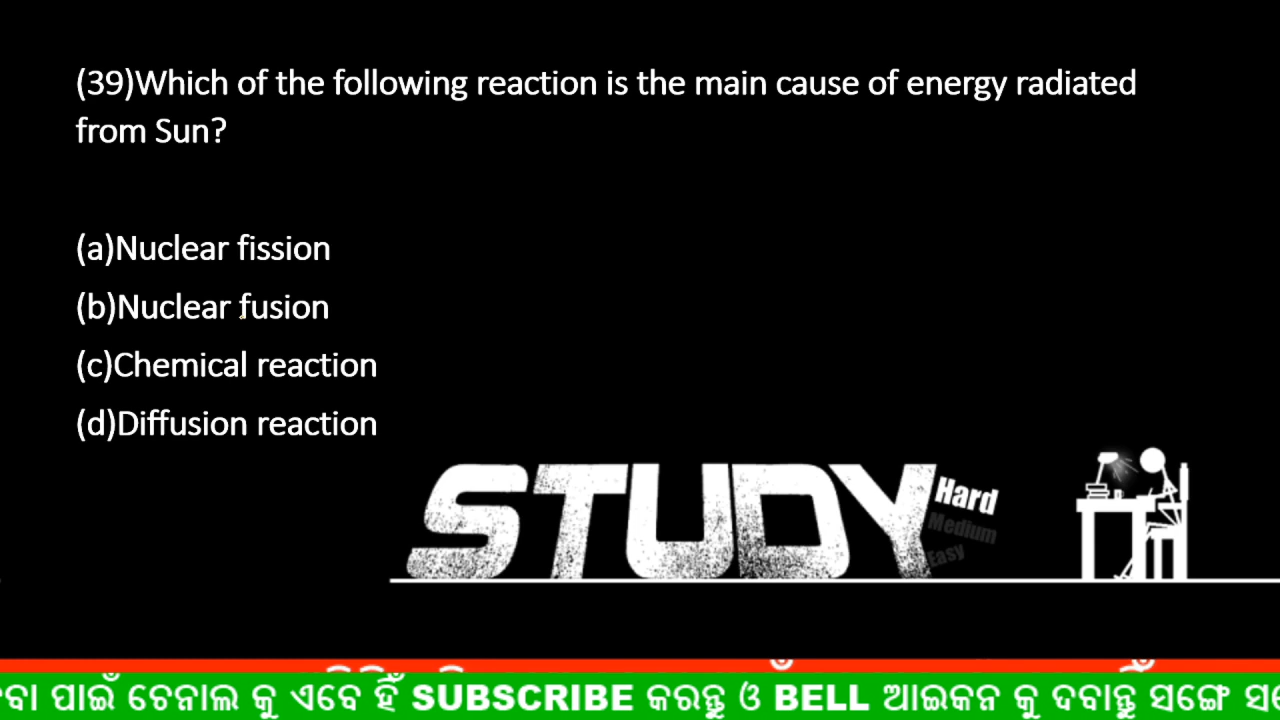 (39)Which of the following reaction is the main cause of energy radiated
from Sun?
(a)Nuclear fission
(b)Nuclear fusion
(c)Chemical reaction
(d)Diffusion reaction
STUDY Hard
Medium
Easy
ପାଇଁ ଚେନାଲ କୁ ଏବେ ହିଁ SUBSCRIBE କରନ୍ତୁ ଓ BELL ଆଇକନ କୁ ଦବାନ୍ତୁ ସଙ୍ଗେ